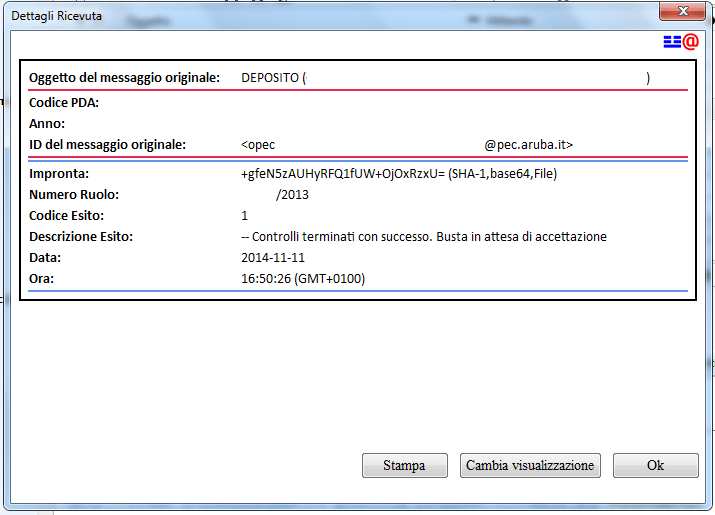 Dettagli Ricevuta
Oggetto del messaggio originale: DEPOSITO ( )
Codice PDA:
Anno:
ID del messaggio originale: <opec @pec.aruba.it>
Impronta: +gfeN5zAUHyRFQ1fUW+OjOxRzxU= (SHA-1,base64,File)
Numero Ruolo: /2013
Codice Esito: 1
Descrizione Esito: -- Controlli terminati con successo. Busta in attesa di accettazione
Data: 2014-11-11
Ora: 16:50:26 (GMT+0100)
Stampa Cambia visualizzazione Ok